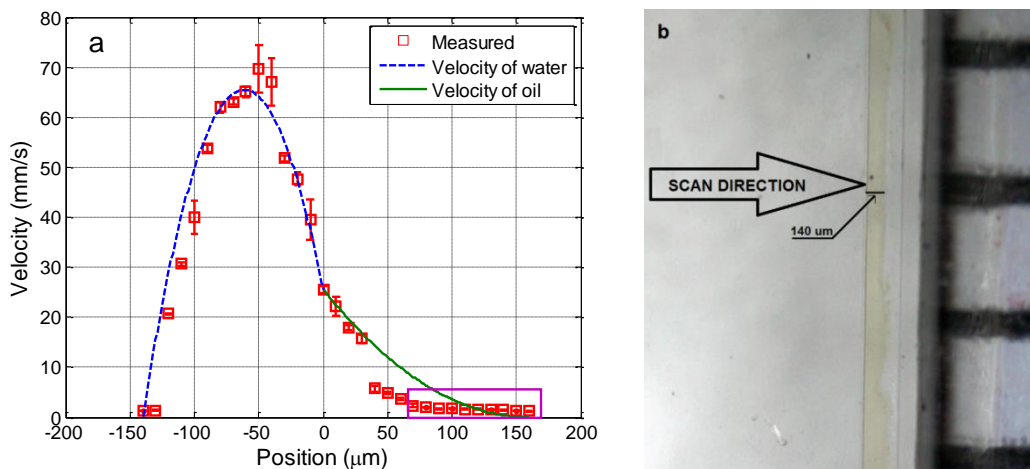 a
80
70
60
50
40
30
20
10
0
-200 -150 -100 -50 0 50 100 150 200
Velocity (mm/s)
Position (μm)
Measured
Velocity of water
Velocity of oil
b
SCAN DIRECTION
140 um